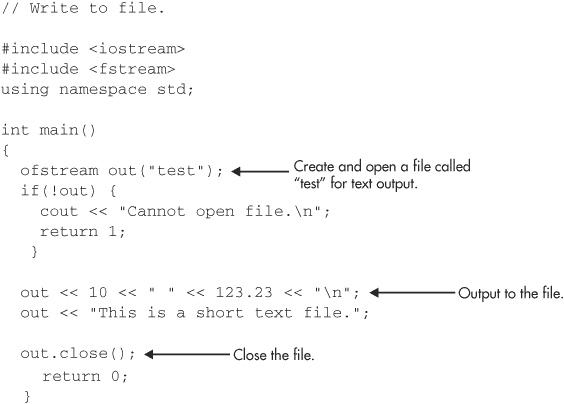 // Write to file.
#include <iostream>
#include <fstream>
using namespace std;
int main()
{
ofstream out("test");
Create and open a file called
“test” for text output.
if(!out) {
cout << "Cannot open file.\n";
return 1;
}
out << 10 << " " << 123.23 << "\n";
Output to the file.
out << "This is a short text file.";
out.close();
Close the file.
return 0;
}